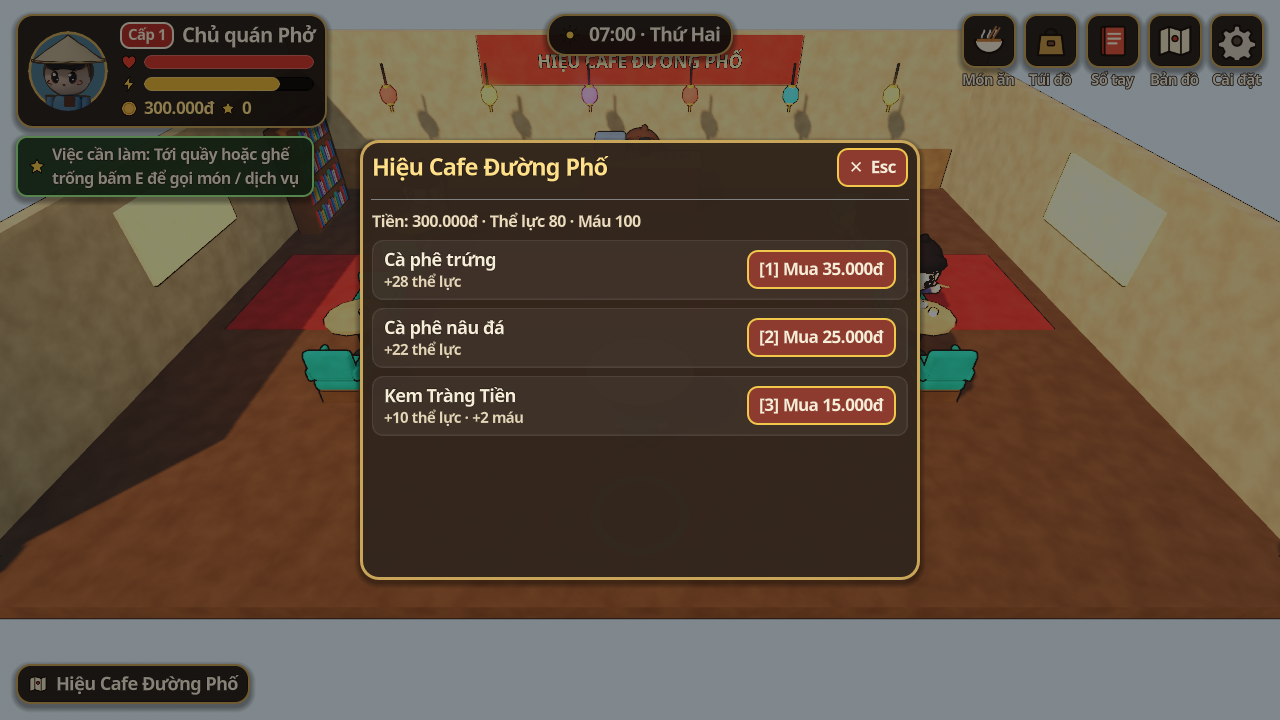 Cấp 1 Chủ quán Phở
300.000đ 0
Việc cần làm: Tới quầy hoặc ghế
trống bấm E để gọi món / dịch vụ
07:00 · Thứ Hai
HIỆU CAFE ĐƯỜNG PHỐ
Món ăn
Túi đồ
Sổ tay
Bản đồ
Cài đặt
Hiệu Cafe Đường Phố
× Esc
Tiền: 300.000đ · Thể lực 80 · Máu 100
Cà phê trứng
+28 thể lực
[1] Mua 35.000đ
Cà phê nâu đá
+22 thể lực
[2] Mua 25.000đ
Kem Tràng Tiền
+10 thể lực · +2 máu
[3] Mua 15.000đ
Hiệu Cafe Đường Phố